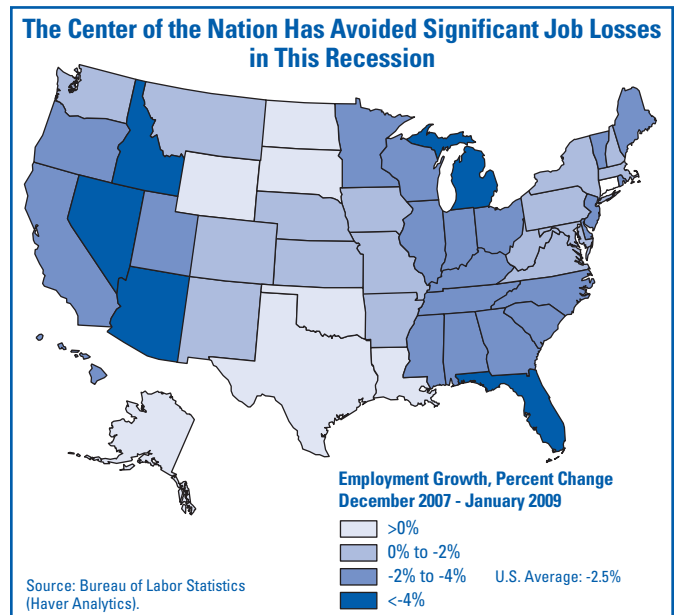 The Center of the Nation Has Avoided Significant Job Losses
in This Recession
Employment Growth, Percent Change
December 2007 - January 2009
>0%
0% to -2%
-2% to -4% U.S. Average: -2.5%
<-4%
Source: Bureau of Labor Statistics
(Haver Analytics).